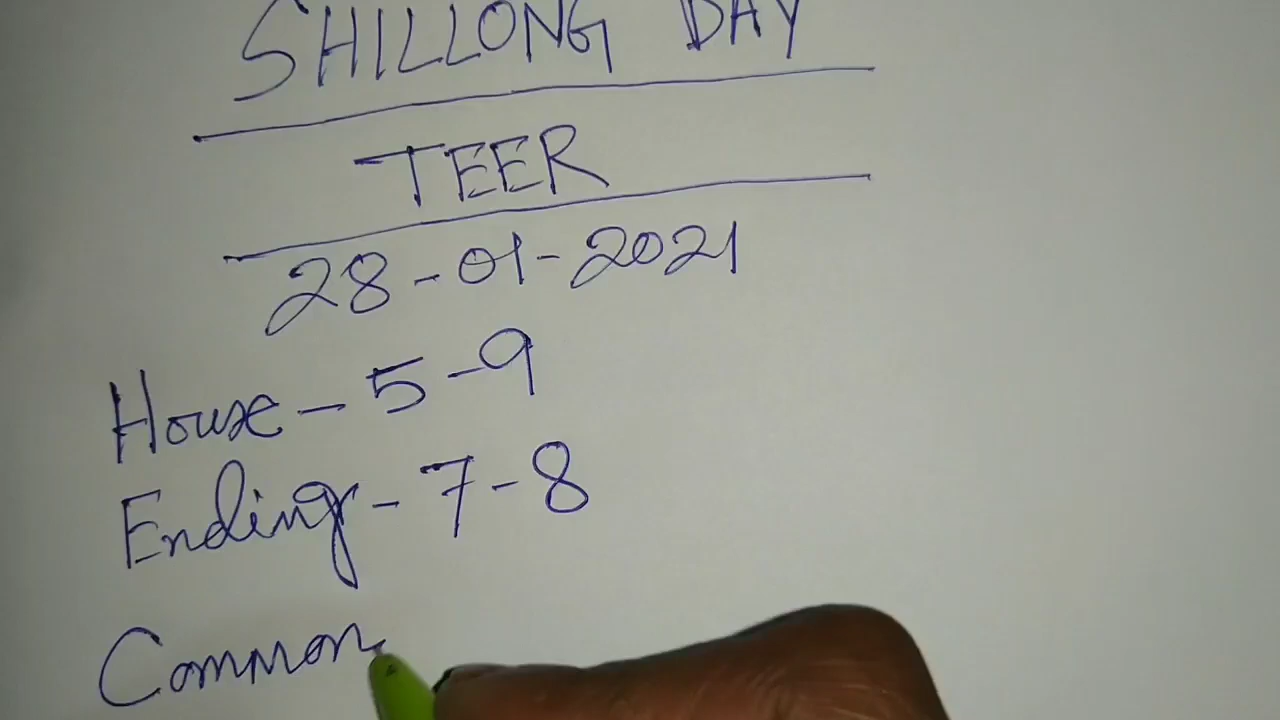 SHILLONG DAY
TEER
28-01-2021
House - 5-9
Ending - 7-8
Common